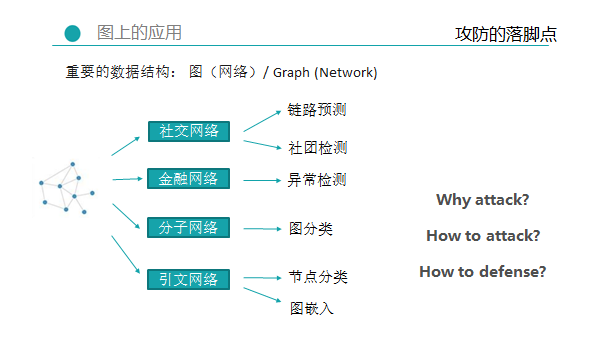 图上的应用
攻防的落脚点
重要的数据结构： 图（网络）/ Graph (Network)
社交网络
链路预测
社团检测
金融网络
异常检测
分子网络
图分类
引文网络
节点分类
图嵌入
Why attack?
How to attack?
How to defense?